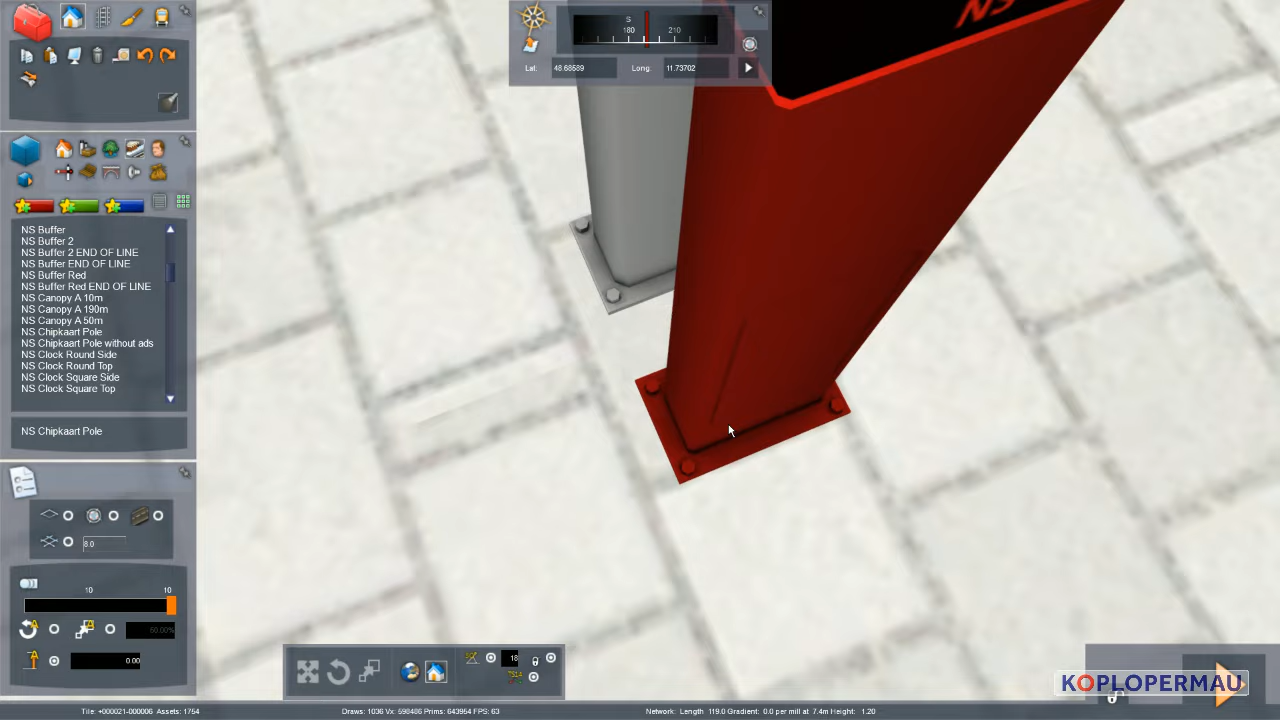 NS
S
180
210
Lat: 48.68589 Long: 11.73702
NS Buffer
NS Buffer 2
NS Buffer 2 END OF LINE
NS Buffer END OF LINE
NS Buffer Red
NS Buffer Red END OF LINE
NS Canopy A 10m
NS Canopy A 190m
NS Canopy A 50m
NS Chipkaart Pole
NS Chipkaart Pole without ads
NS Clock Round Side
NS Clock Round Top
NS Clock Square Side
NS Clock Square Top
NS Chipkaart Pole
8.0
10 10
50.00%
0.00
18
KOPLOPERMAU
Tile: +000021-000006 Assets: 1754 Draws: 1036 Vx: 598486 Prims: 643954 FPS: 63 Network: Length 119.0 Gradient: 0.0 per mill at 7.4m Height: 1.20